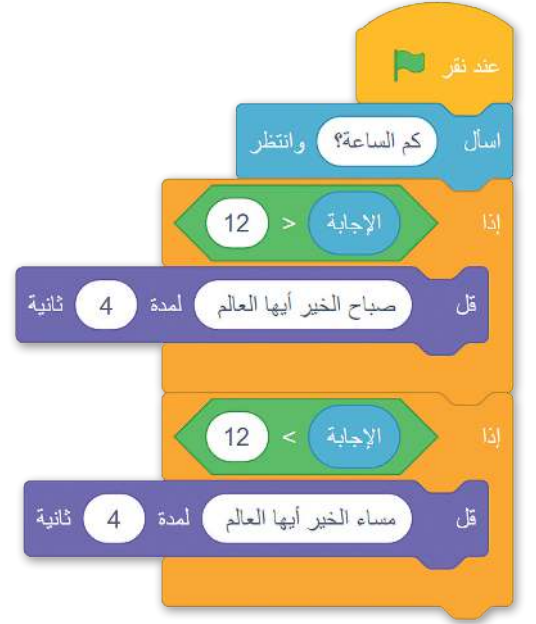 عند نقر
اسأل كم الساعة؟ وانتظر
إذا الإجابة < 12
قل صباح الخير أيها العالم لمدة 4 ثانية
إذا الإجابة > 12
قل مساء الخير أيها العالم لمدة 4 ثانية